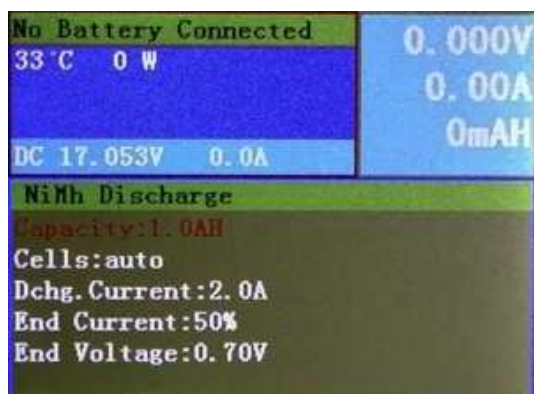 No Battery Connected
33°C 0 W
DC 17.053V 0.0A
0.000V
0.00A
0mAH
NiMh Discharge
Capacity:1.0AH
Cells:auto
Dchg.Current:2.0A
End Current:50%
End Voltage:0.70V